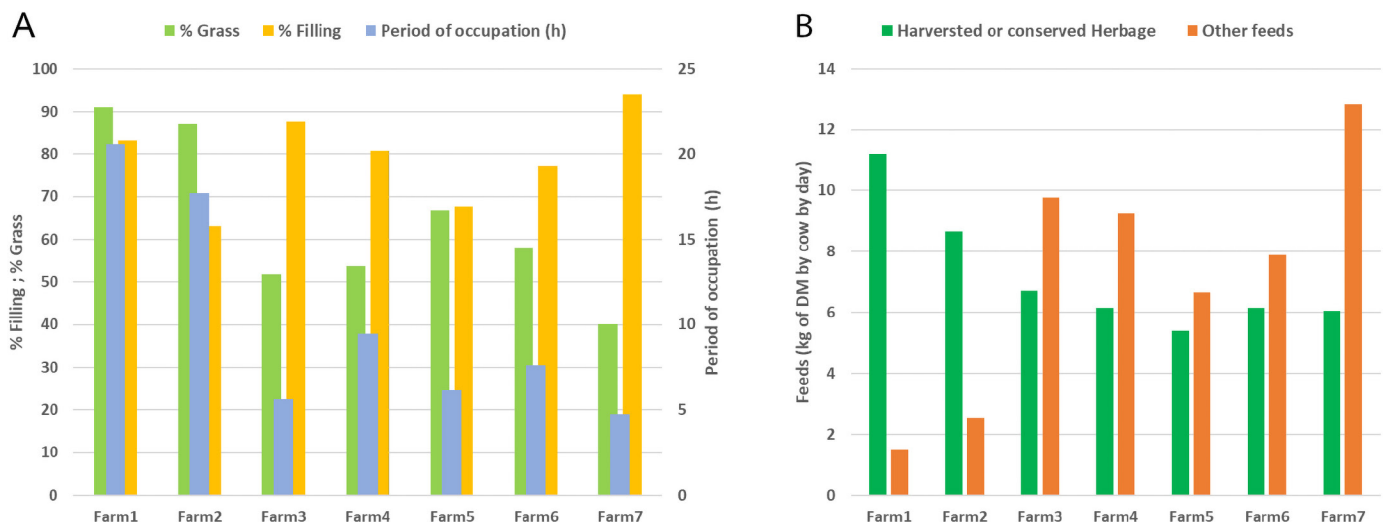 A
% Grass
% Filling
Period of occupation (h)
% Filling ; % Grass
100
90
80
70
60
50
40
30
20
10
0
25
20
15
10
5
0
Period of occupation (h)
Farm1
Farm2
Farm3
Farm4
Farm5
Farm6
Farm7
B
Harversted or conserved Herbage
Other feeds
Feeds (kg of DM by cow by day)
14
12
10
8
6
4
2
0
Farm1
Farm2
Farm3
Farm4
Farm5
Farm6
Farm7